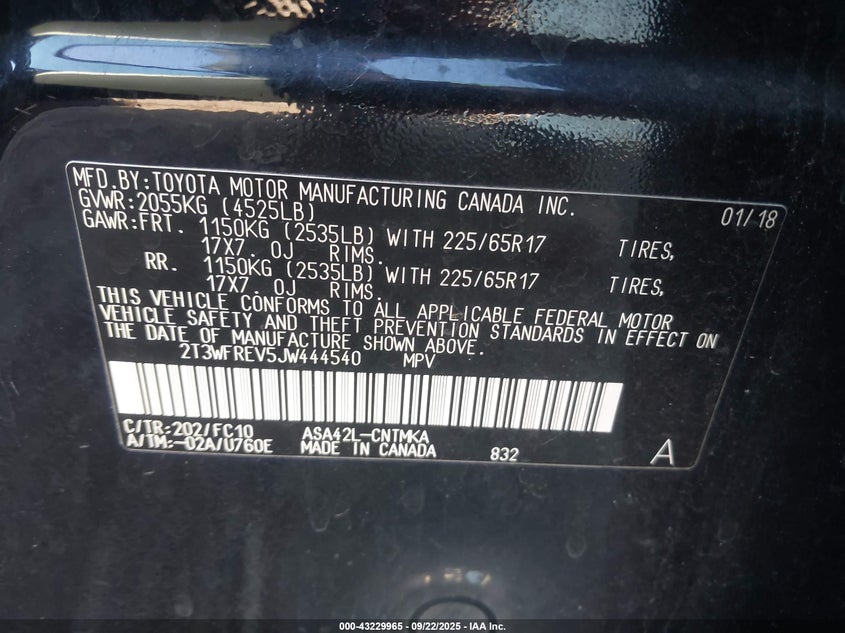 MFD.BY:TOYOTA MOTOR MANUFACTURING CANADA INC. 01/18
GVWR:2055KG (4525LB)
GAWR:FRT. 1150KG (2535LB) WITH 225/65R17 TIRES,
17X7. 0J RIMS.
RR. 1150KG (2535LB) WITH 225/65R17 TIRES,
17X7. 0J RIMS.
THIS VEHICLE CONFORMS TO ALL APPLICABLE FEDERAL MOTOR
VEHICLE SAFETY AND THEFT PREVENTION STANDARDS IN EFFECT ON
THE DATE OF MANUFACTURE SHOWN ABOVE.
2T3WFREV5JW444540 MPV
C/TR:202/FC10 ASA42L-CNTMKA
A/TM:-02A/U760E MADE IN CANADA 832 A
000-43229965 - 09/22/2025 - IAA Inc.